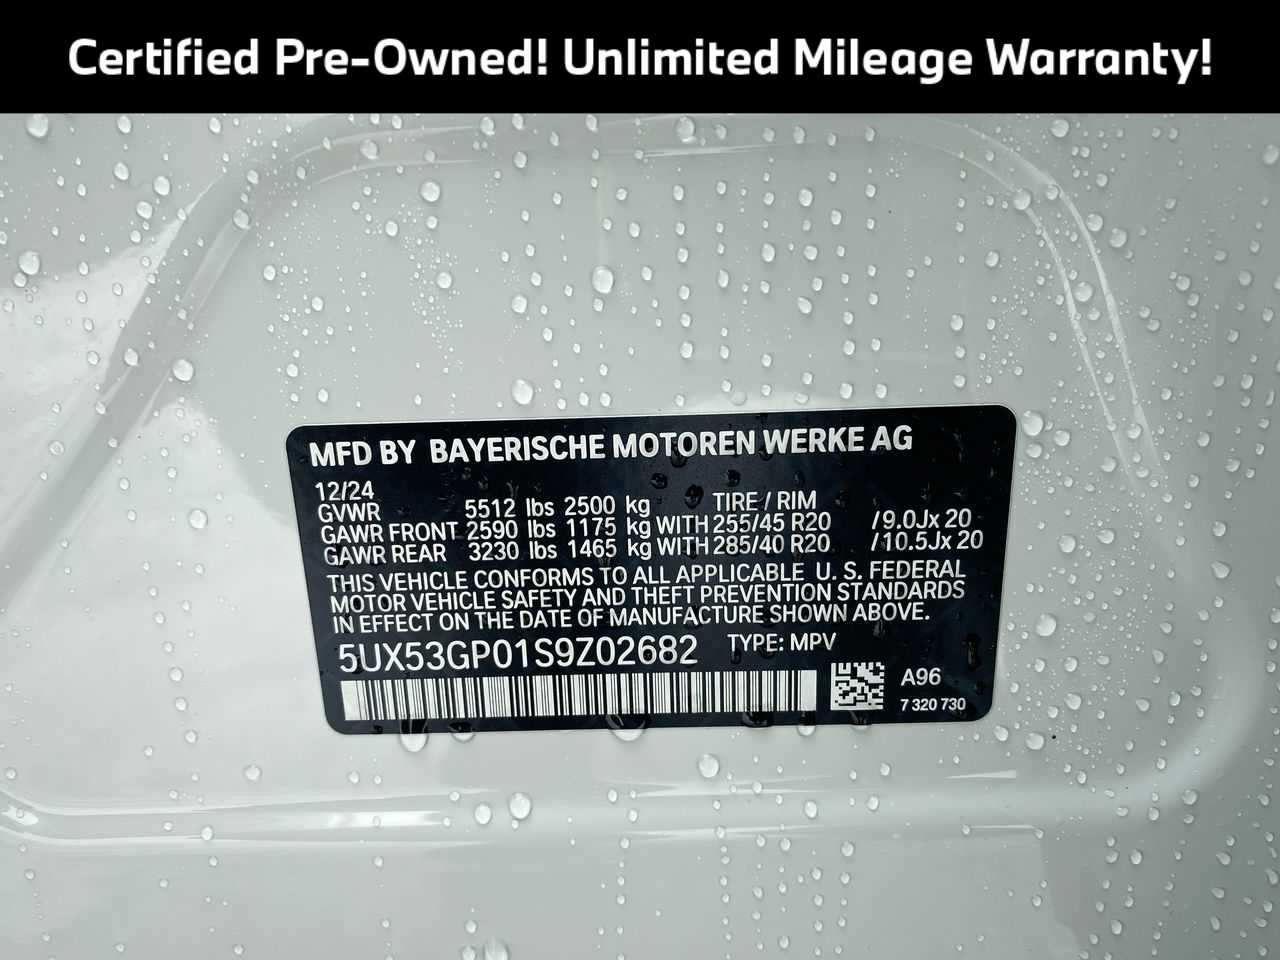 Certified Pre-Owned! Unlimited Mileage Warranty!
MFD BY BAYERISCHE MOTOREN WERKE AG
12/24
GVWR 5512 lbs 2500 kg TIRE / RIM
GAWR FRONT 2590 lbs 1175 kg WITH 255/45 R20 /9.0Jx 20
GAWR REAR 3230 lbs 1465 kg WITH 285/40 R20 /10.5Jx 20
THIS VEHICLE CONFORMS TO ALL APPLICABLE U. S. FEDERAL
MOTOR VEHICLE SAFETY AND THEFT PREVENTION STANDARDS
IN EFFECT ON THE DATE OF MANUFACTURE SHOWN ABOVE.
5UX53GP01S9Z02682 TYPE: MPV
A96
7 320 730